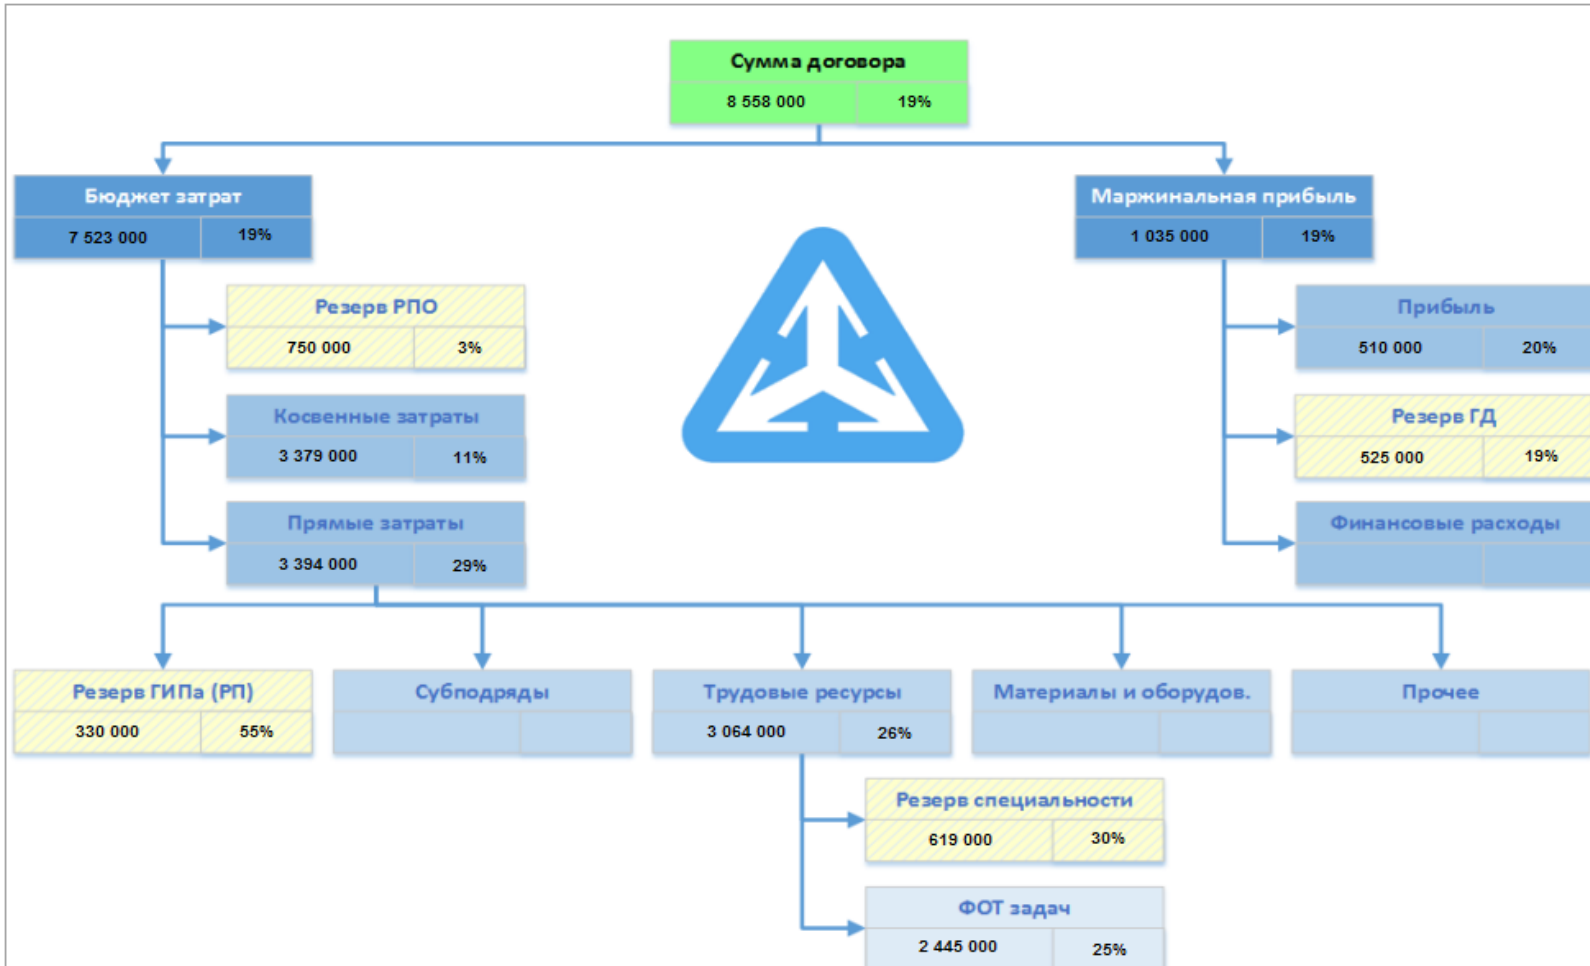 Сумма договора
8 558 000 19%
Бюджет затрат
7 523 000 19%
Маржинальная прибыль
1 035 000 19%
Резерв РПО
750 000 3%
Прибыль
510 000 20%
Косвенные затраты
3 379 000 11%
Резерв ГД
525 000 19%
Прямые затраты
3 394 000 29%
Финансовые расходы
Резерв ГИПа (РП)
330 000 55%
Субподряды
Трудовые ресурсы
3 064 000 26%
Материалы и оборудов.
Прочее
Резерв специальности
619 000 30%
ФОТ задач
2 445 000 25%